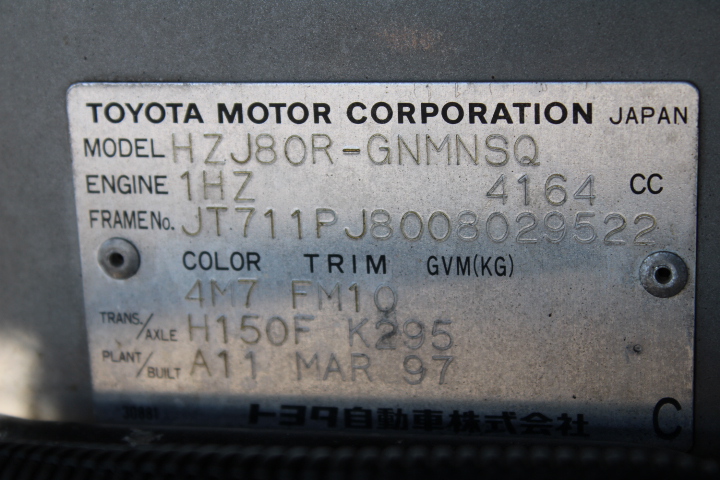 TOYOTA MOTOR CORPORATION JAPAN
MODEL HZJ80R-GNMNSQ
ENGINE 1HZ 4164 CC
FRAME No. JT711PJ8008029522
COLOR TRIM GVM(KG)
4M7 FM10
TRANS./AXLE H150F K295
PLANT/BUILT A11 MAR 97
トヨタ自動車株式会社 C